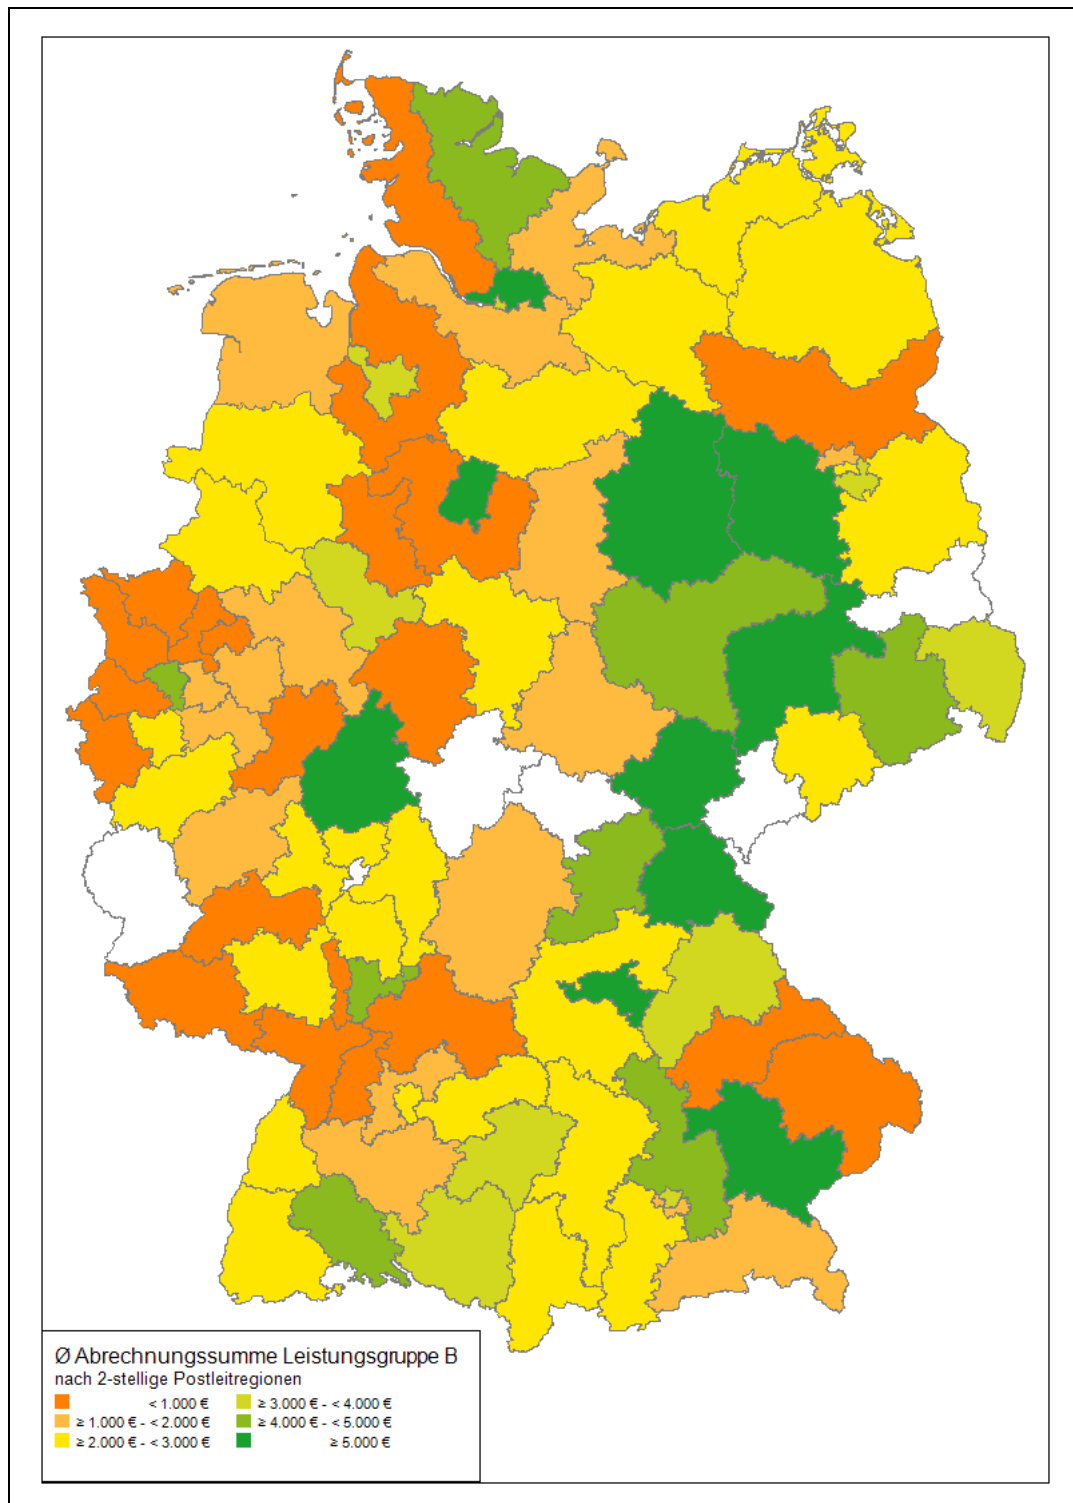 Ø Abrechnungssumme Leistungsgruppe B
nach 2-stellige Postleitregionen
< 1.000 €
≥ 3.000 € - < 4.000 €
≥ 1.000 € - < 2.000 €
≥ 4.000 € - < 5.000 €
≥ 2.000 € - < 3.000 €
≥ 5.000 €